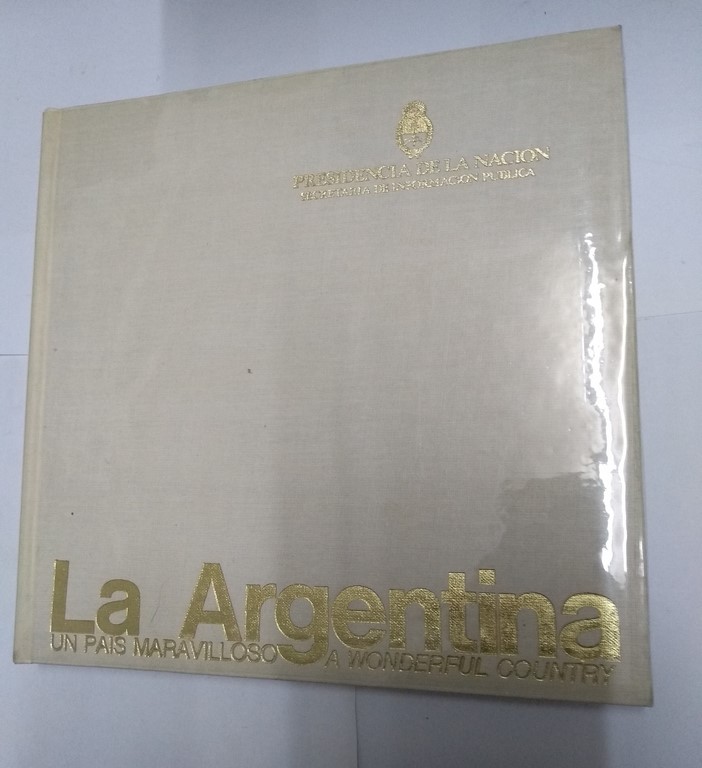 PRESIDENCIA DE LA NACION
SECRETARIA DE INFORMACION PUBLICA
La Argentina
UN PAIS MARAVILLOSO A WONDERFUL COUNTRY